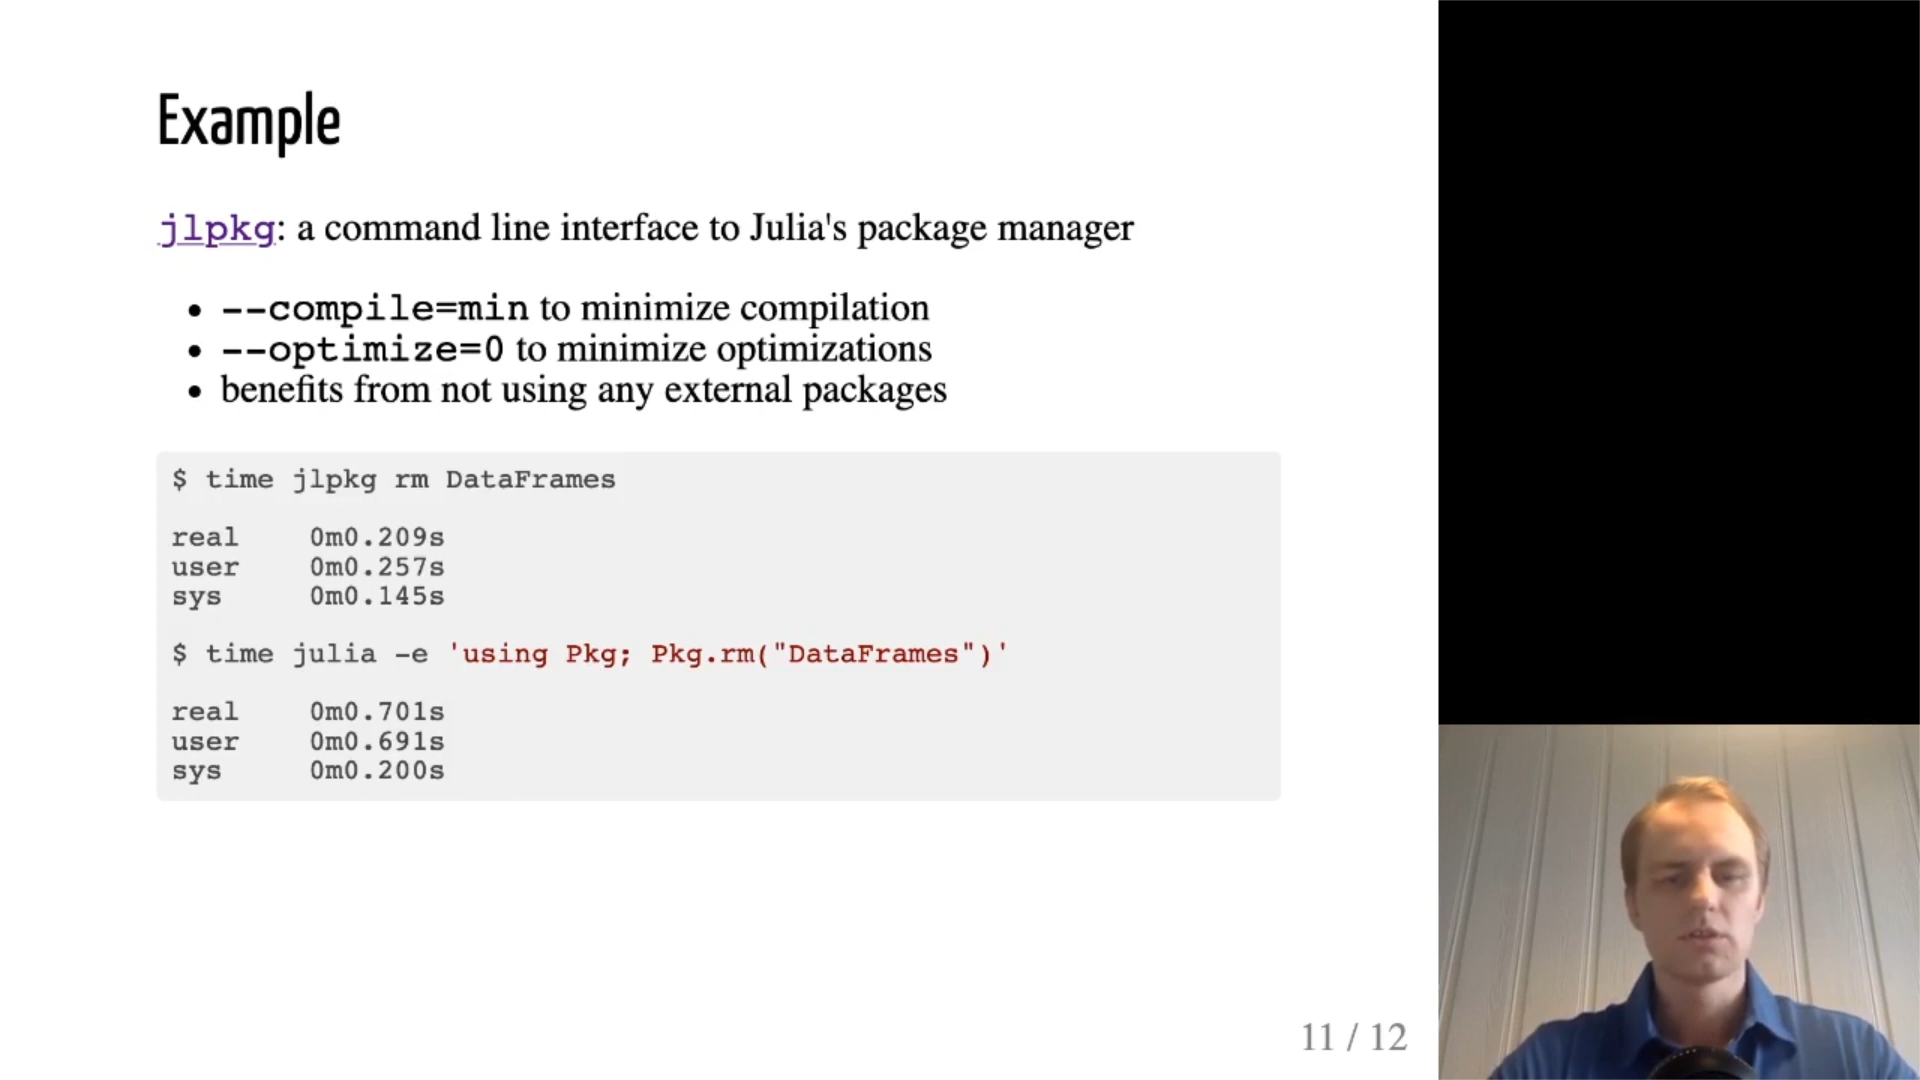 Example
jlpkg: a command line interface to Julia's package manager
• --compile=min to minimize compilation
• --optimize=0 to minimize optimizations
• benefits from not using any external packages
$ time jlpkg rm DataFrames
real 0m0.209s
user 0m0.257s
sys 0m0.145s
$ time julia -e 'using Pkg; Pkg.rm("DataFrames")'
real 0m0.701s
user 0m0.691s
sys 0m0.200s
11 / 12